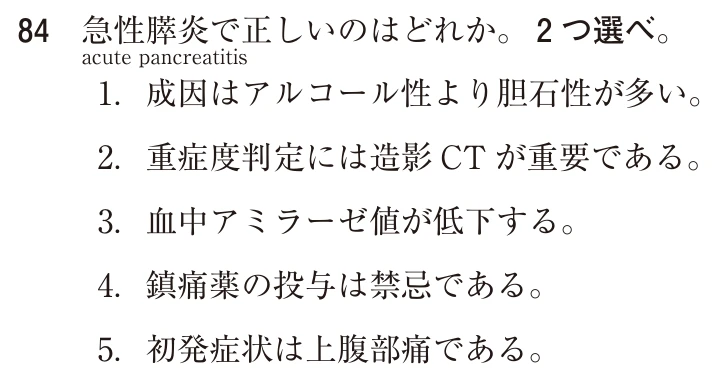 84 急性膵炎で正しいのはどれか。 2 つ選べ。
acute pancreatitis
1. 成因はアルコール性より胆石性が多い。
2. 重症度判定には造影 CT が重要である。
3. 血中アミラーゼ値が低下する。
4. 鎮痛薬の投与は禁忌である。
5. 初発症状は上腹部痛である。